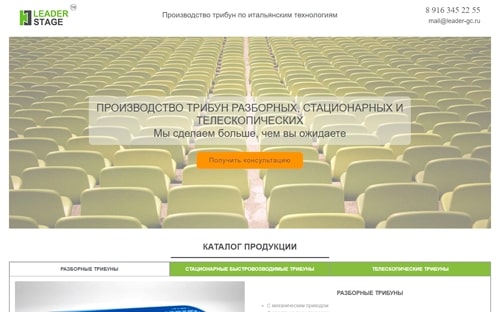 LEADER
STAGE
TM
Производство трибун по итальянским технологиям
8 916 345 22 55
mail@leader-gc.ru
ПРОИЗВОДСТВО ТРИБУН РАЗБОРНЫХ, СТАЦИОНАРНЫХ И
ТЕЛЕСКОПИЧЕСКИХ
Мы сделаем больше, чем вы ожидаете
Получить консультацию
КАТАЛОГ ПРОДУКЦИИ
РАЗБОРНЫЕ ТРИБУНЫ
СТАЦИОНАРНЫЕ БЫСТРОВОЗВОДИМЫЕ ТРИБУНЫ
ТЕЛЕСКОПИЧЕСКИЕ ТРИБУНЫ
РАЗБОРНЫЕ ТРИБУНЫ
С механическим приводом